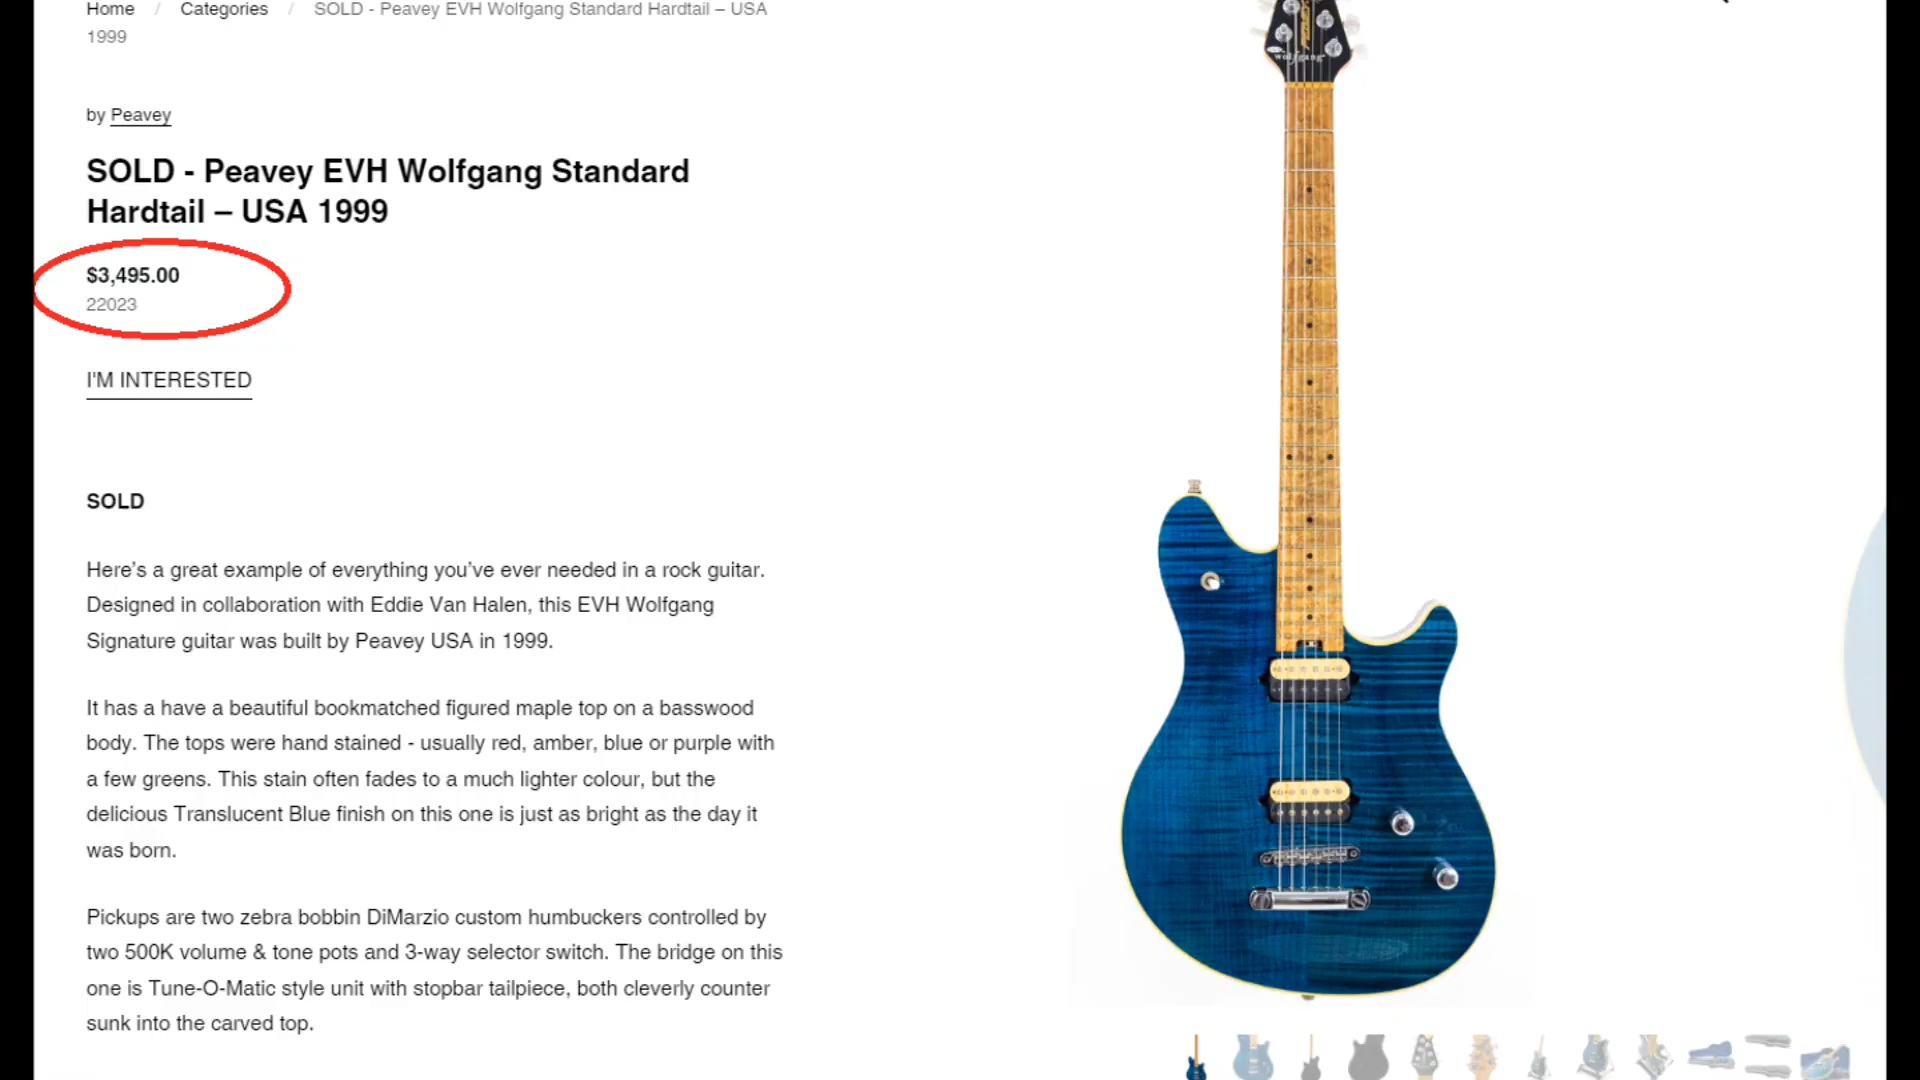 Home / Categories / SOLD - Peavey EVH Wolfgang Standard Hardtail – USA
1999
by Peavey
SOLD - Peavey EVH Wolfgang Standard
Hardtail – USA 1999
$3,495.00
22023
I'M INTERESTED
SOLD
Here’s a great example of everything you’ve ever needed in a rock guitar.
Designed in collaboration with Eddie Van Halen, this EVH Wolfgang
Signature guitar was built by Peavey USA in 1999.
It has a have a beautiful bookmatched figured maple top on a basswood
body. The tops were hand stained - usually red, amber, blue or purple with
a few greens. This stain often fades to a much lighter colour, but the
delicious Translucent Blue finish on this one is just as bright as the day it
was born.
Pickups are two zebra bobbin DiMarzio custom humbuckers controlled by
two 500K volume & tone pots and 3-way selector switch. The bridge on this
one is Tune-O-Matic style unit with stopbar tailpiece, both cleverly counter
sunk into the carved top.
wolfgang